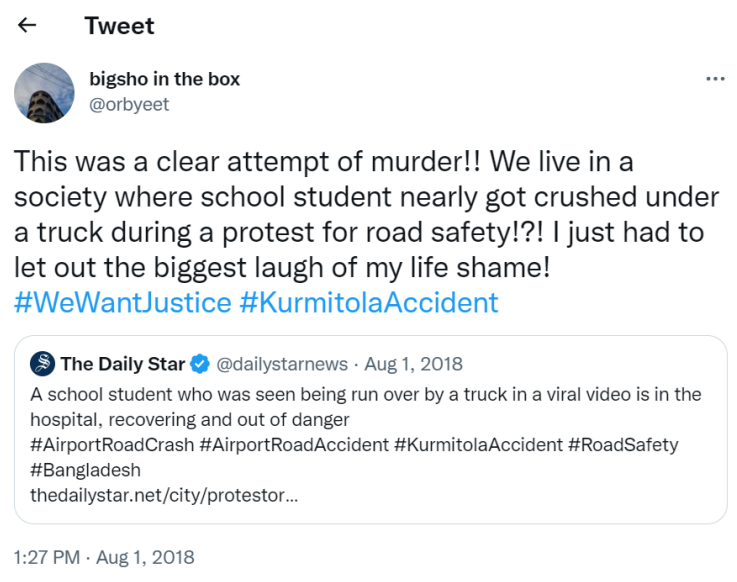 ← Tweet
bigsho in the box
@orbyeet
...
This was a clear attempt of murder!! We live in a
society where school student nearly got crushed under
a truck during a protest for road safety!?! I just had to
let out the biggest laugh of my life shame!
#WeWantJustice #KurmitolaAccident
The Daily Star @dailystarnews · Aug 1, 2018
A school student who was seen being run over by a truck in a viral video is in the
hospital, recovering and out of danger
#AirportRoadCrash #AirportRoadAccident #KurmitolaAccident #RoadSafety
#Bangladesh
thedailystar.net/city/protestor...
1:27 PM · Aug 1, 2018